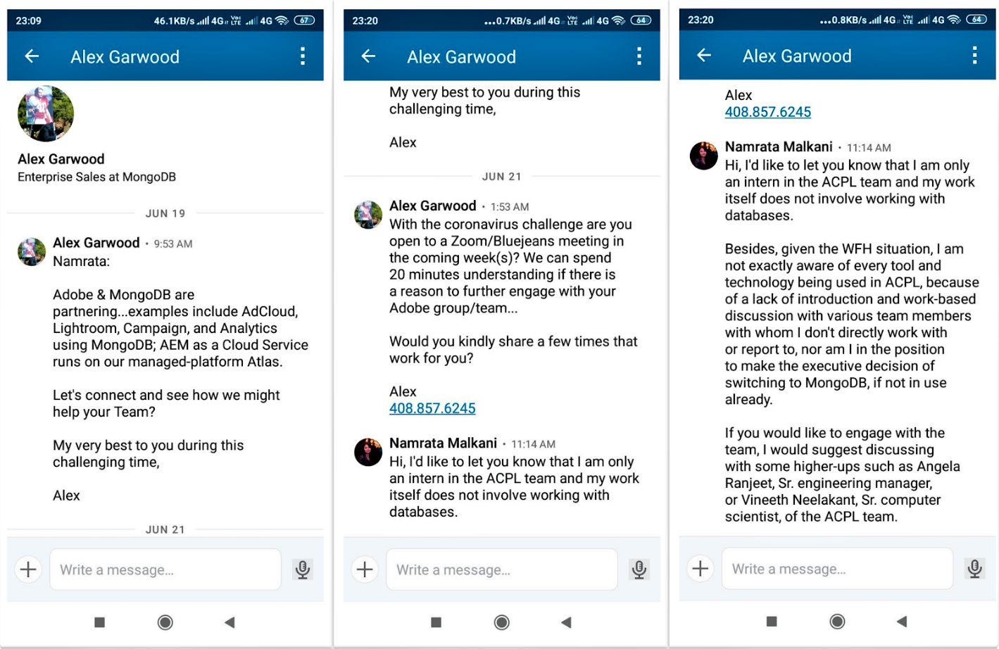 23:09 46.1KB/s 4G Vo LTE 4G 67
Alex Garwood
Alex Garwood
Enterprise Sales at MongoDB
JUN 19
Alex Garwood • 9:53 AM
Namrata:
Adobe & MongoDB are
partnering...examples include AdCloud,
Lightroom, Campaign, and Analytics
using MongoDB; AEM as a Cloud Service
runs on our managed-platform Atlas.
Let's connect and see how we might
help your Team?
My very best to you during this
challenging time,
Alex
JUN 21
Write a message...
23:20 ...0.7KB/s 4G Vo LTE 4G 64
Alex Garwood
My very best to you during this
challenging time,
Alex
JUN 21
Alex Garwood • 1:53 AM
With the coronavirus challenge are you
open to a Zoom/Bluejeans meeting in
the coming week(s)? We can spend
20 minutes understanding if there is
a reason to further engage with your
Adobe group/team...
Would you kindly share a few times that
work for you?
Alex
408.857.6245
Namrata Malkani • 11:14 AM
Hi, I'd like to let you know that I am only
an intern in the ACPL team and my work
itself does not involve working with
databases.
Write a message...
23:20 ...0.8KB/s 4G Vo LTE 4G 64
Alex Garwood
Alex
408.857.6245
Namrata Malkani • 11:14 AM
Hi, I'd like to let you know that I am only
an intern in the ACPL team and my work
itself does not involve working with
databases.
Besides, given the WFH situation, I am
not exactly aware of every tool and
technology being used in ACPL, because
of a lack of introduction and work-based
discussion with various team members
with whom I don't directly work with
or report to, nor am I in the position
to make the executive decision of
switching to MongoDB, if not in use
already.
If you would like to engage with the
team, I would suggest discussing
with some higher-ups such as Angela
Ranjeet, Sr. engineering manager,
or Vineeth Neelakant, Sr. computer
scientist, of the ACPL team.
Write a message...